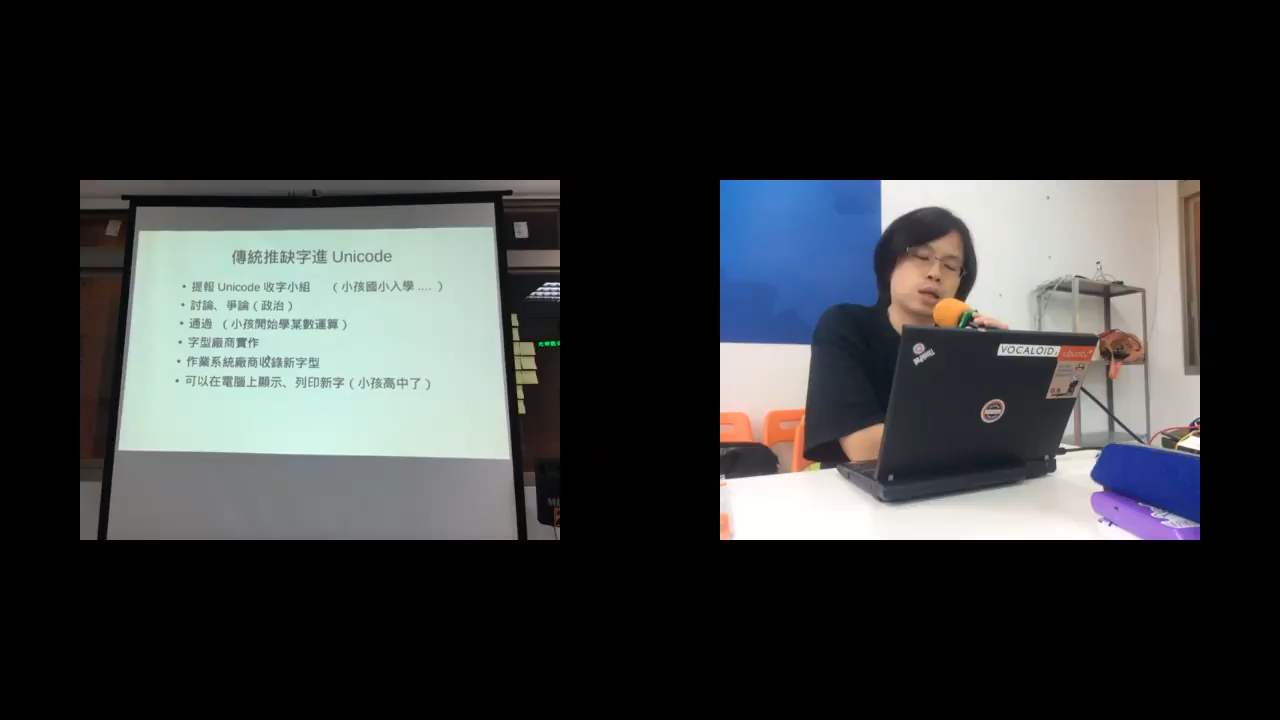 傳統推缺字進 Unicode
• 提報 Unicode 收字小組 （小孩國小入學 .... ）
• 討論、爭論（政治）
• 通過 （小孩開始學某數運算）
• 字型廠商實作
• 作業系統廠商收錄新字型
• 可以在電腦上顯示、列印新字（小孩高中了）
VOCALOID
ubuntu
ThinkPad